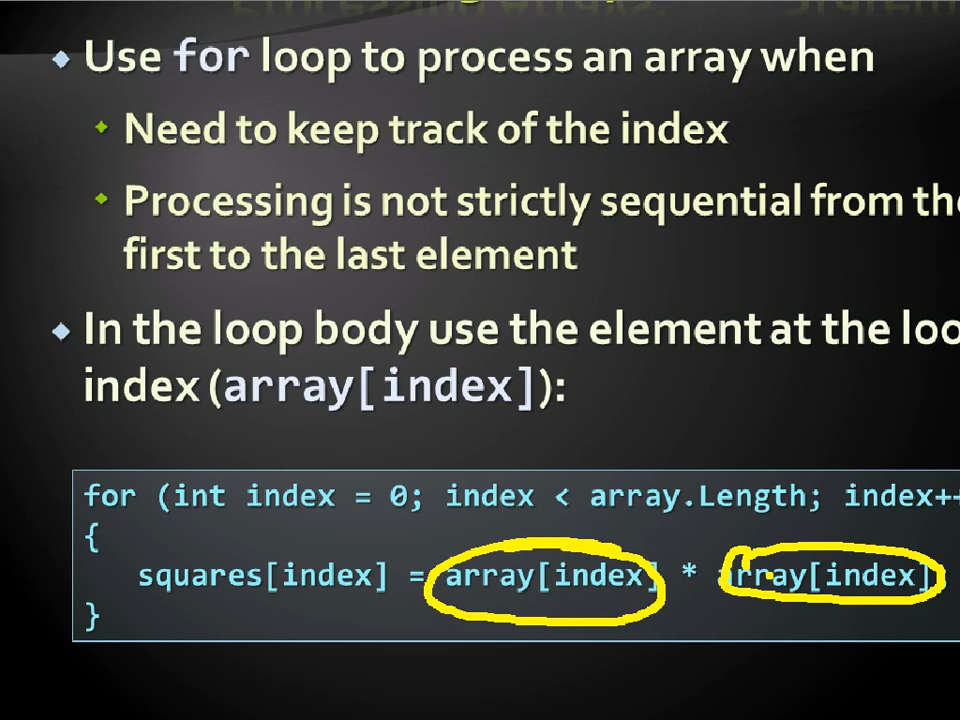 Use for loop to process an array when
Need to keep track of the index
Processing is not strictly sequential from the
first to the last element
In the loop body use the element at the loo
index (array[index]):
for (int index = 0; index < array.Length; index++
{
squares[index] = array[index] * array[index];
}